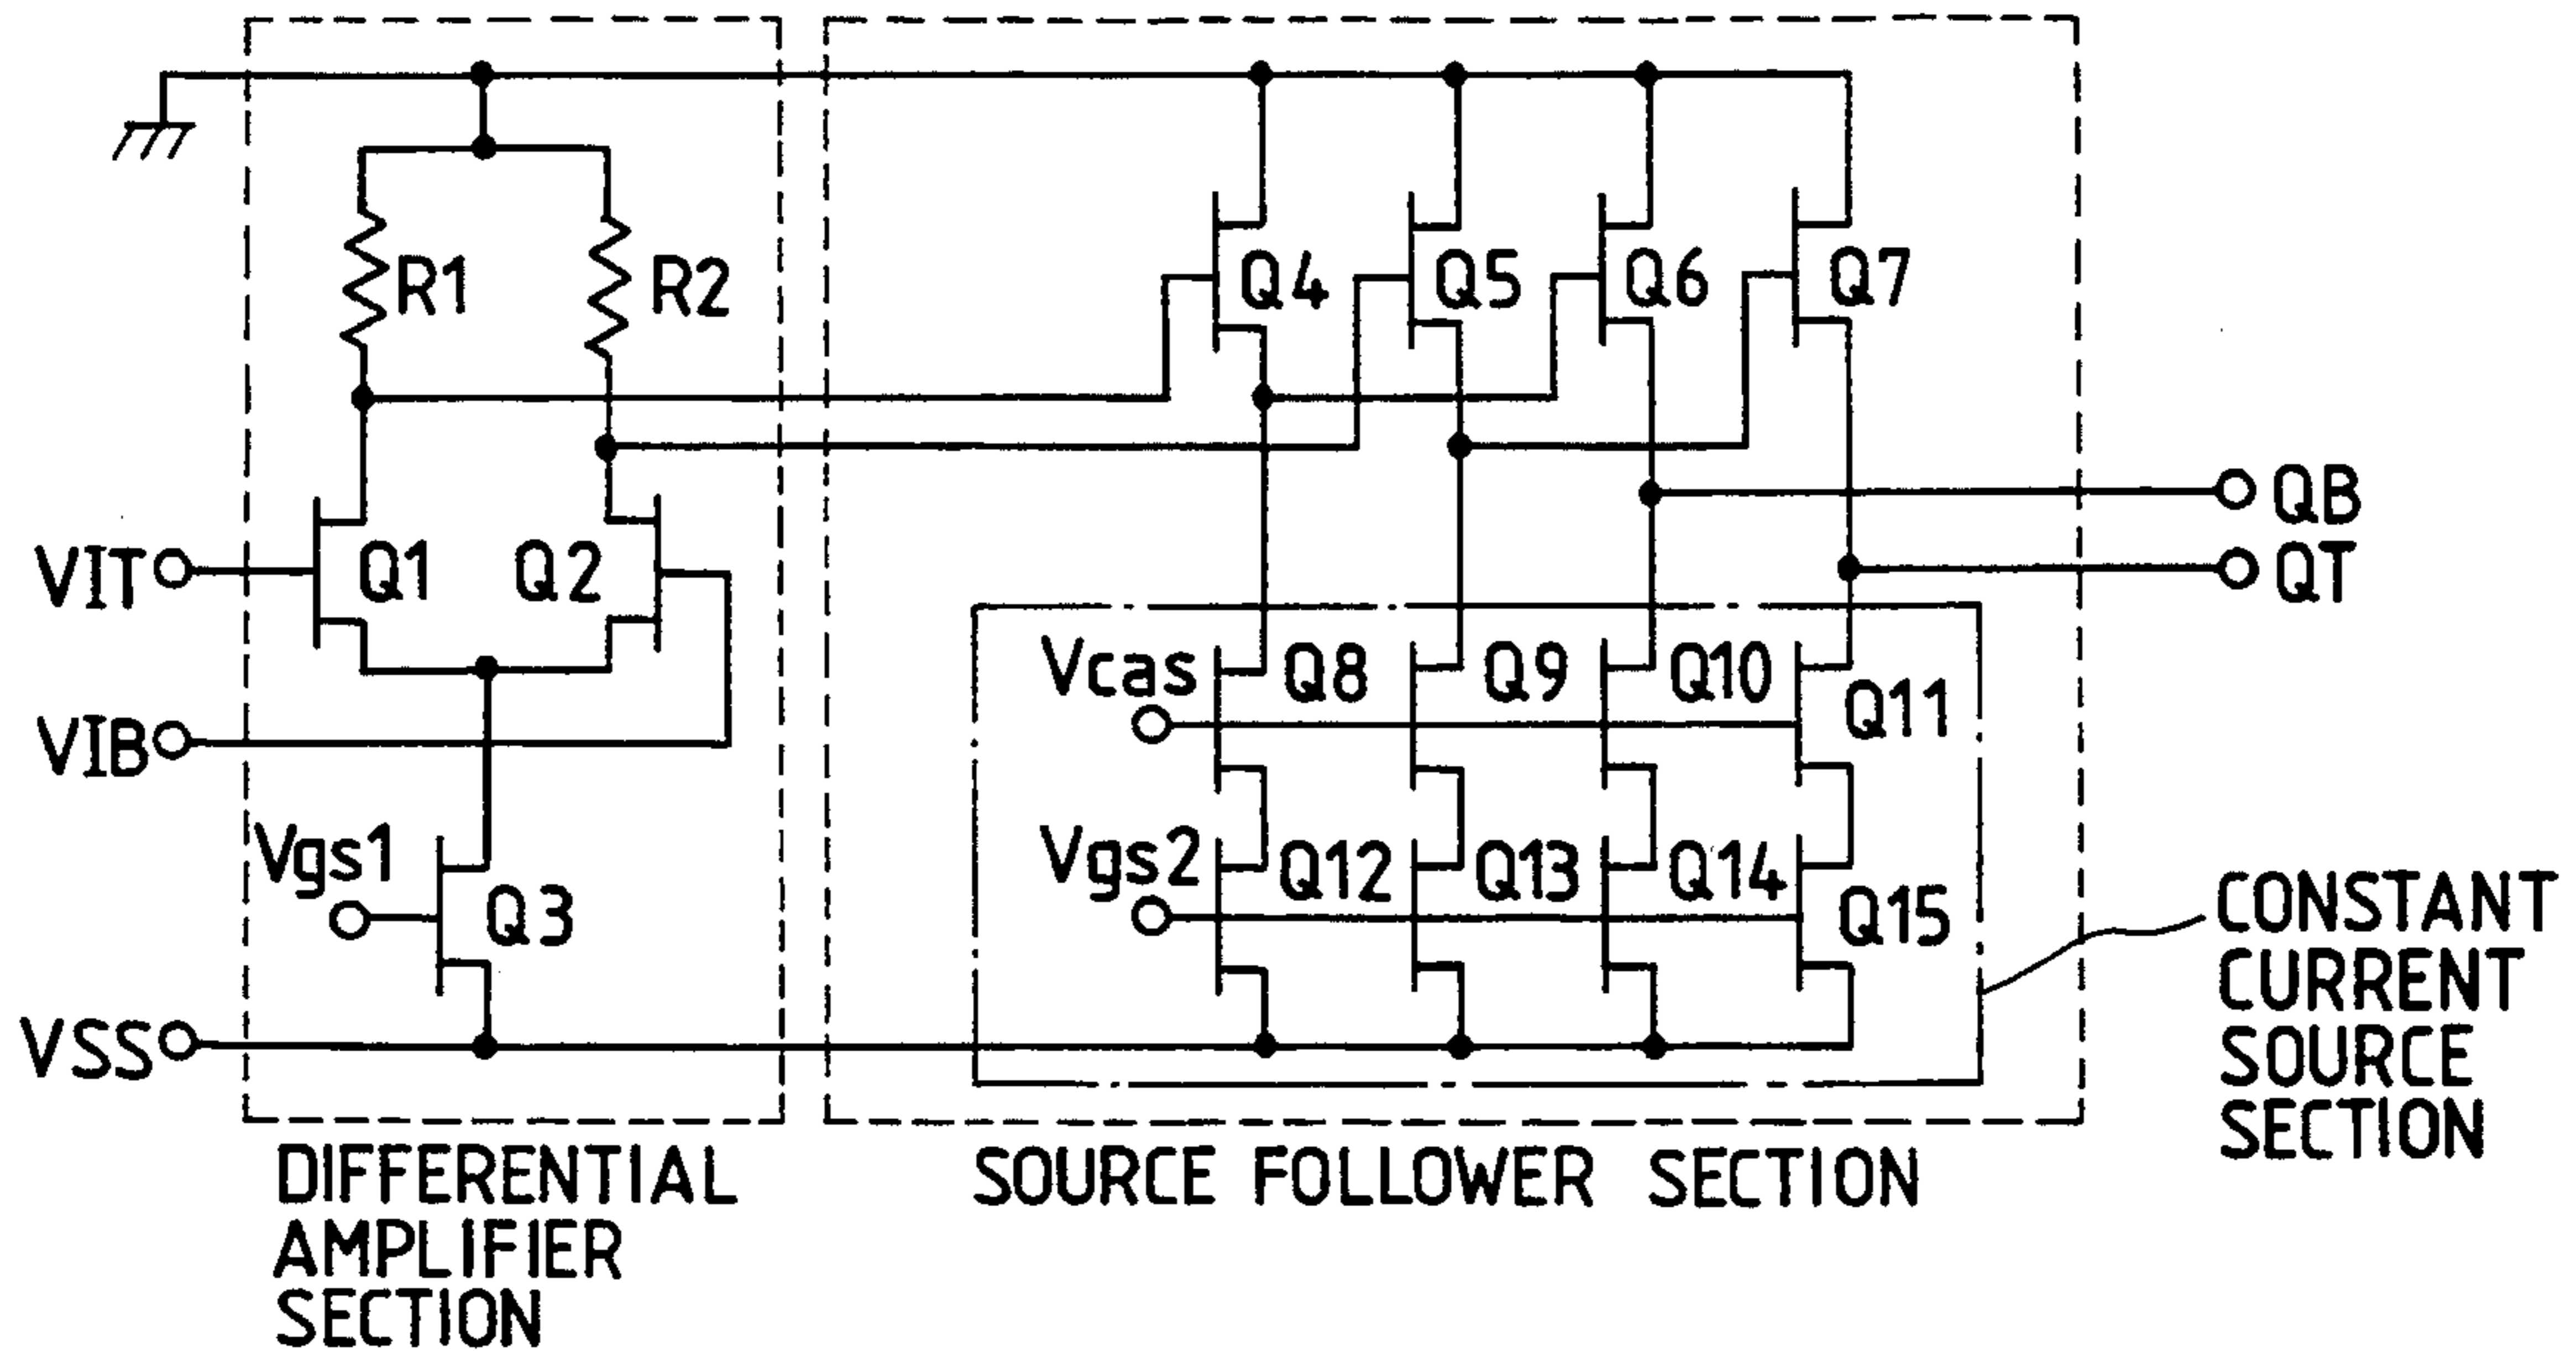 R1
R2
Q4
Q5
Q6
Q7
QB
QT
VIT
Q1
Q2
VIB
Vcas
Q8
Q9
Q10
Q11
Vgs1
Q3
Vgs2
Q12
Q13
Q14
Q15
VSS
CONSTANT
CURRENT
SOURCE
SECTION
DIFFERENTIAL
AMPLIFIER
SECTION
SOURCE FOLLOWER SECTION